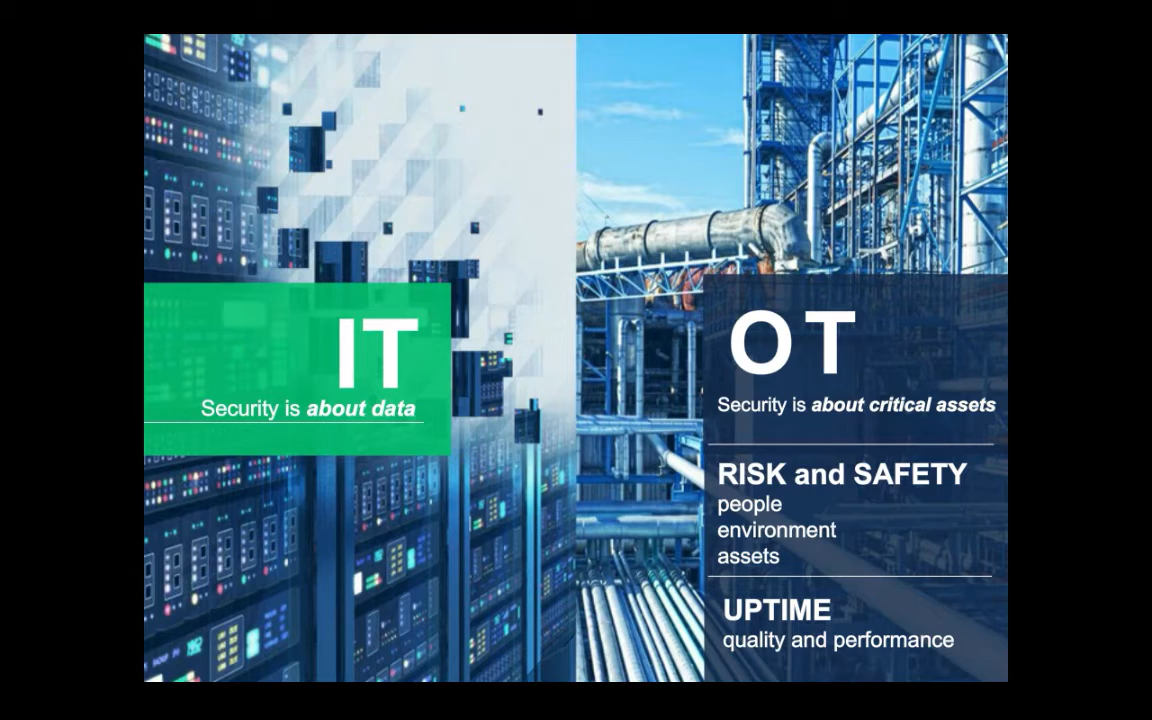 IT
Security is about data
OT
Security is about critical assets
RISK and SAFETY
people
environment
assets
UPTIME
quality and performance